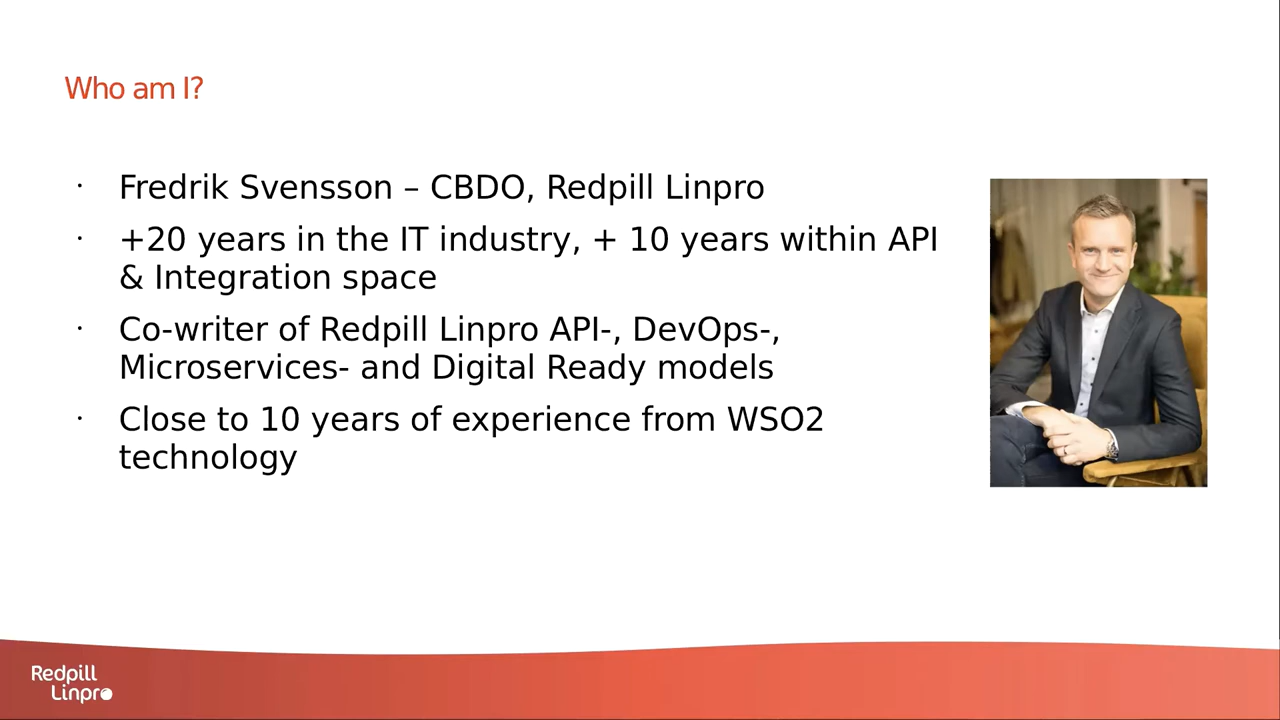 Who am I?
· Fredrik Svensson – CBDO, Redpill Linpro
· +20 years in the IT industry, + 10 years within API
& Integration space
· Co-writer of Redpill Linpro API-, DevOps-,
Microservices- and Digital Ready models
· Close to 10 years of experience from WSO2
technology
Redpill
Linpro